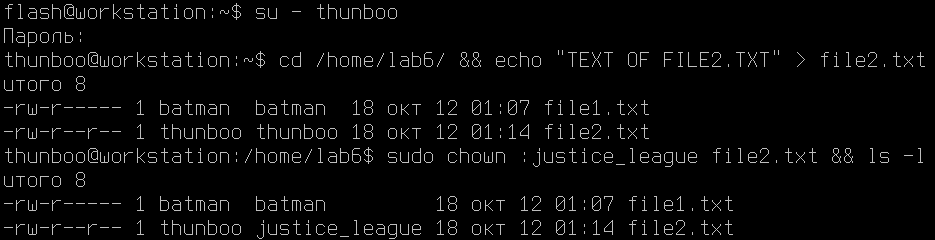 flash@workstation:~$ su - thunboo
Пароль:
thunboo@workstation:~$ cd /home/lab6/ && echo "TEXT OF FILE2.TXT" > file2.txt
итого 8
-rw-r----- 1 batman  batman  18 окт 12 01:07 file1.txt
-rw-r--r-- 1 thunboo thunboo 18 окт 12 01:14 file2.txt
thunboo@workstation:/home/lab6$ sudo chown :justice_league file2.txt && ls -l
итого 8
-rw-r----- 1 batman  batman         18 окт 12 01:07 file1.txt
-rw-r--r-- 1 thunboo justice_league 18 окт 12 01:14 file2.txt